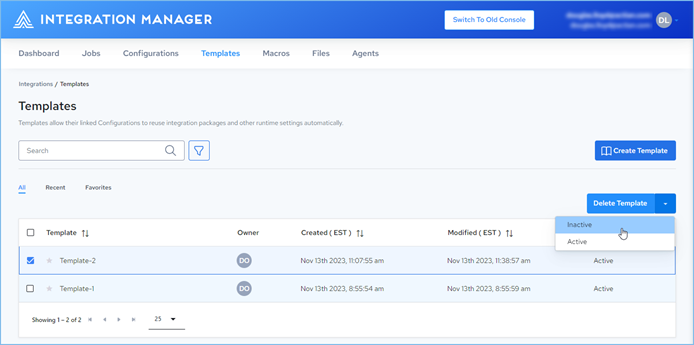 INTEGRATION MANAGER
Switch To Old Console
DL
Dashboard Jobs Configurations Templates Macros Files Agents
Integrations / Templates
Templates
Templates allow their linked Configurations to reuse integration packages and other runtime settings automatically.
Search
Create Template
All Recent Favorites
Delete Template
Inactive
Active
Template Owner Created ( EST ) Modified ( EST )
Template-2 DO Nov 13th 2023, 11:07:55 am Nov 13th 2023, 11:38:57 am Active
Template-1 DO Nov 13th 2023, 8:55:54 am Nov 13th 2023, 8:55:59 am Active
Showing 1 – 2 of 2 25